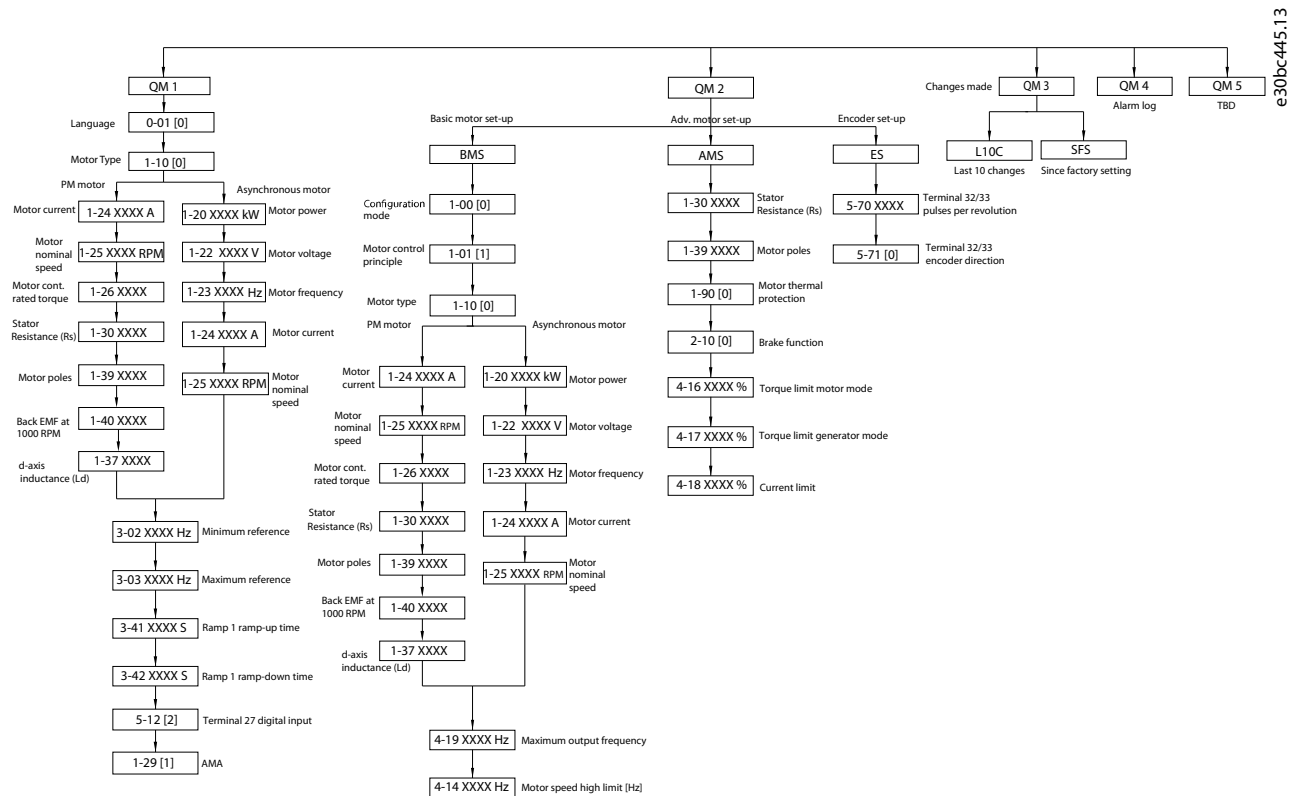 e30bc445.13
QM 1
Language
0-01 [0]
Motor Type
1-10 [0]
PM motor
Asynchronous motor
Motor current
1-24 XXXX A
Motor
nominal
speed
1-25 XXXX RPM
Motor cont.
rated torque
1-26 XXXX
Stator
Resistance (Rs)
1-30 XXXX
Motor poles
1-39 XXXX
Back EMF at
1000 RPM
1-40 XXXX
d-axis
inductance (Ld)
1-37 XXXX
1-20 XXXX kW
Motor power
1-22 XXXX V
Motor voltage
1-23 XXXX Hz
Motor frequency
1-24 XXXX A
Motor current
1-25 XXXX RPM
Motor
nominal
speed
3-02 XXXX Hz
Minimum reference
3-03 XXXX Hz
Maximum reference
3-41 XXXX S
Ramp 1 ramp-up time
3-42 XXXX S
Ramp 1 ramp-down time
5-12 [2]
Terminal 27 digital input
1-29 [1]
AMA
QM 2
Basic motor set-up
Adv. motor set-up
Encoder set-up
BMS
Configuration
mode
1-00 [0]
Motor control
principle
1-01 [1]
Motor type
1-10 [0]
PM motor
Asynchronous motor
Motor
current
1-24 XXXX A
Motor
nominal
speed
1-25 XXXX RPM
Motor cont.
rated torque
1-26 XXXX
Stator
Resistance (Rs)
1-30 XXXX
Motor poles
1-39 XXXX
Back EMF at
1000 RPM
1-40 XXXX
d-axis
inductance (Ld)
1-37 XXXX
1-20 XXXX kW
Motor power
1-22 XXXX V
Motor voltage
1-23 XXXX Hz
Motor frequency
1-24 XXXX A
Motor current
1-25 XXXX RPM
Motor
nominal
speed
4-19 XXXX Hz
Maximum output frequency
4-14 XXXX Hz
Motor speed high limit [Hz]
AMS
1-30 XXXX
Stator
Resistance (Rs)
1-39 XXXX
Motor poles
1-90 [0]
Motor thermal
protection
2-10 [0]
Brake function
4-16 XXXX %
Torque limit motor mode
4-17 XXXX %
Torque limit generator mode
4-18 XXXX %
Current limit
ES
5-70 XXXX
Terminal 32/33
pulses per revolution
5-71 [0]
Terminal 32/33
encoder direction
Changes made
QM 3
L10C
Last 10 changes
SFS
Since factory setting
QM 4
Alarm log
QM 5
TBD